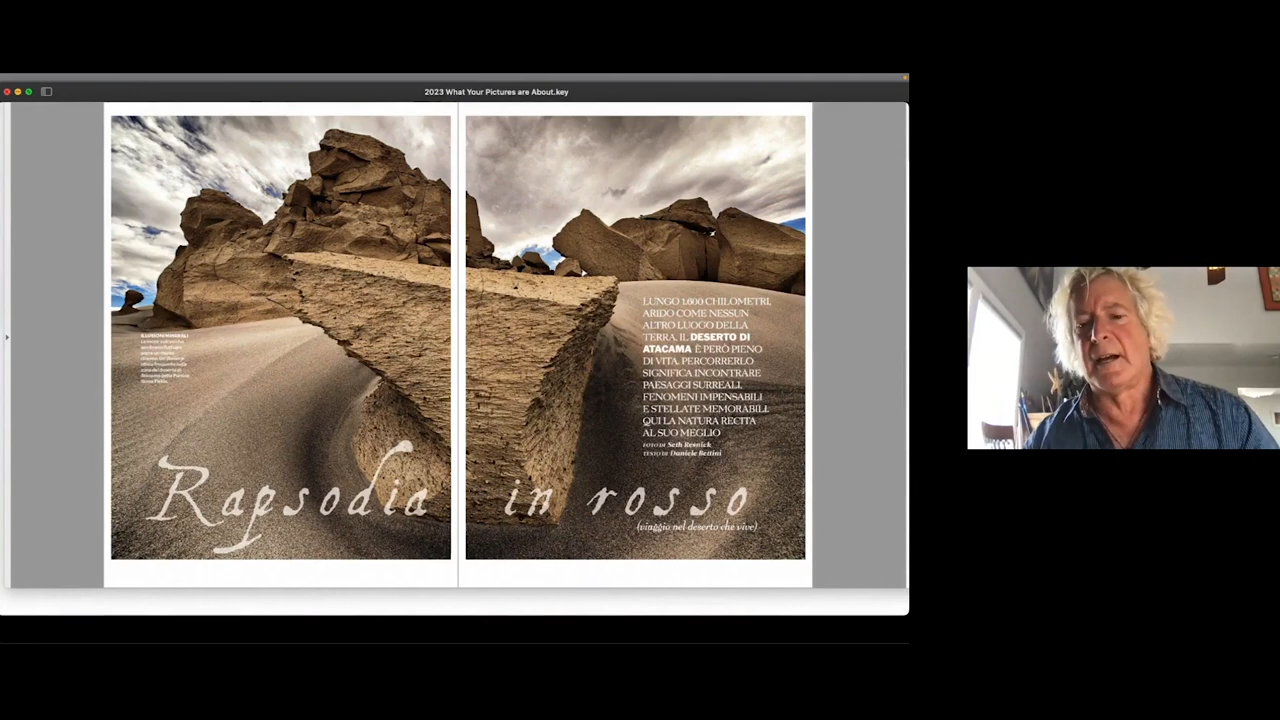 2023 What Your Pictures are About.key
LUNGO 1.600 CHILOMETRI,
ARIDO COME NESSUN
ALTRO LUOGO DELLA
TERRA, IL DESERTO DI
ATACAMA È PERÒ PIENO
DI VITA. PERCORRERLO
SIGNIFICA INCONTRARE
PAESAGGI SURREALI,
FENOMENI IMPENSABILI
E STELLATE MEMORABILI.
QUI LA NATURA RECITA
AL SUO MEGLIO
FOTO DI Seth Resnick
TESTO DI Daniele Bettini
Rapsodia in rosso
(viaggio nel deserto che vive)